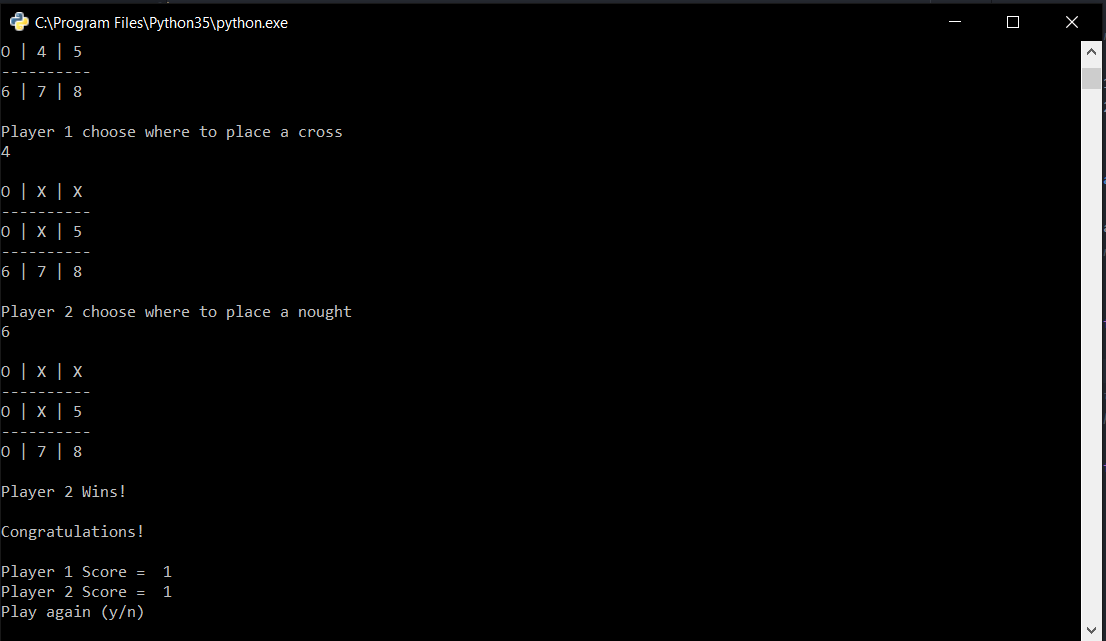 C:\Program Files\Python35\python.exe
O | 4 | 5
----------
6 | 7 | 8
Player 1 choose where to place a cross
4
O | X | X
----------
O | X | 5
----------
6 | 7 | 8
Player 2 choose where to place a nought
6
O | X | X
----------
O | X | 5
----------
O | 7 | 8
Player 2 Wins!
Congratulations!
Player 1 Score =  1
Player 2 Score =  1
Play again (y/n)